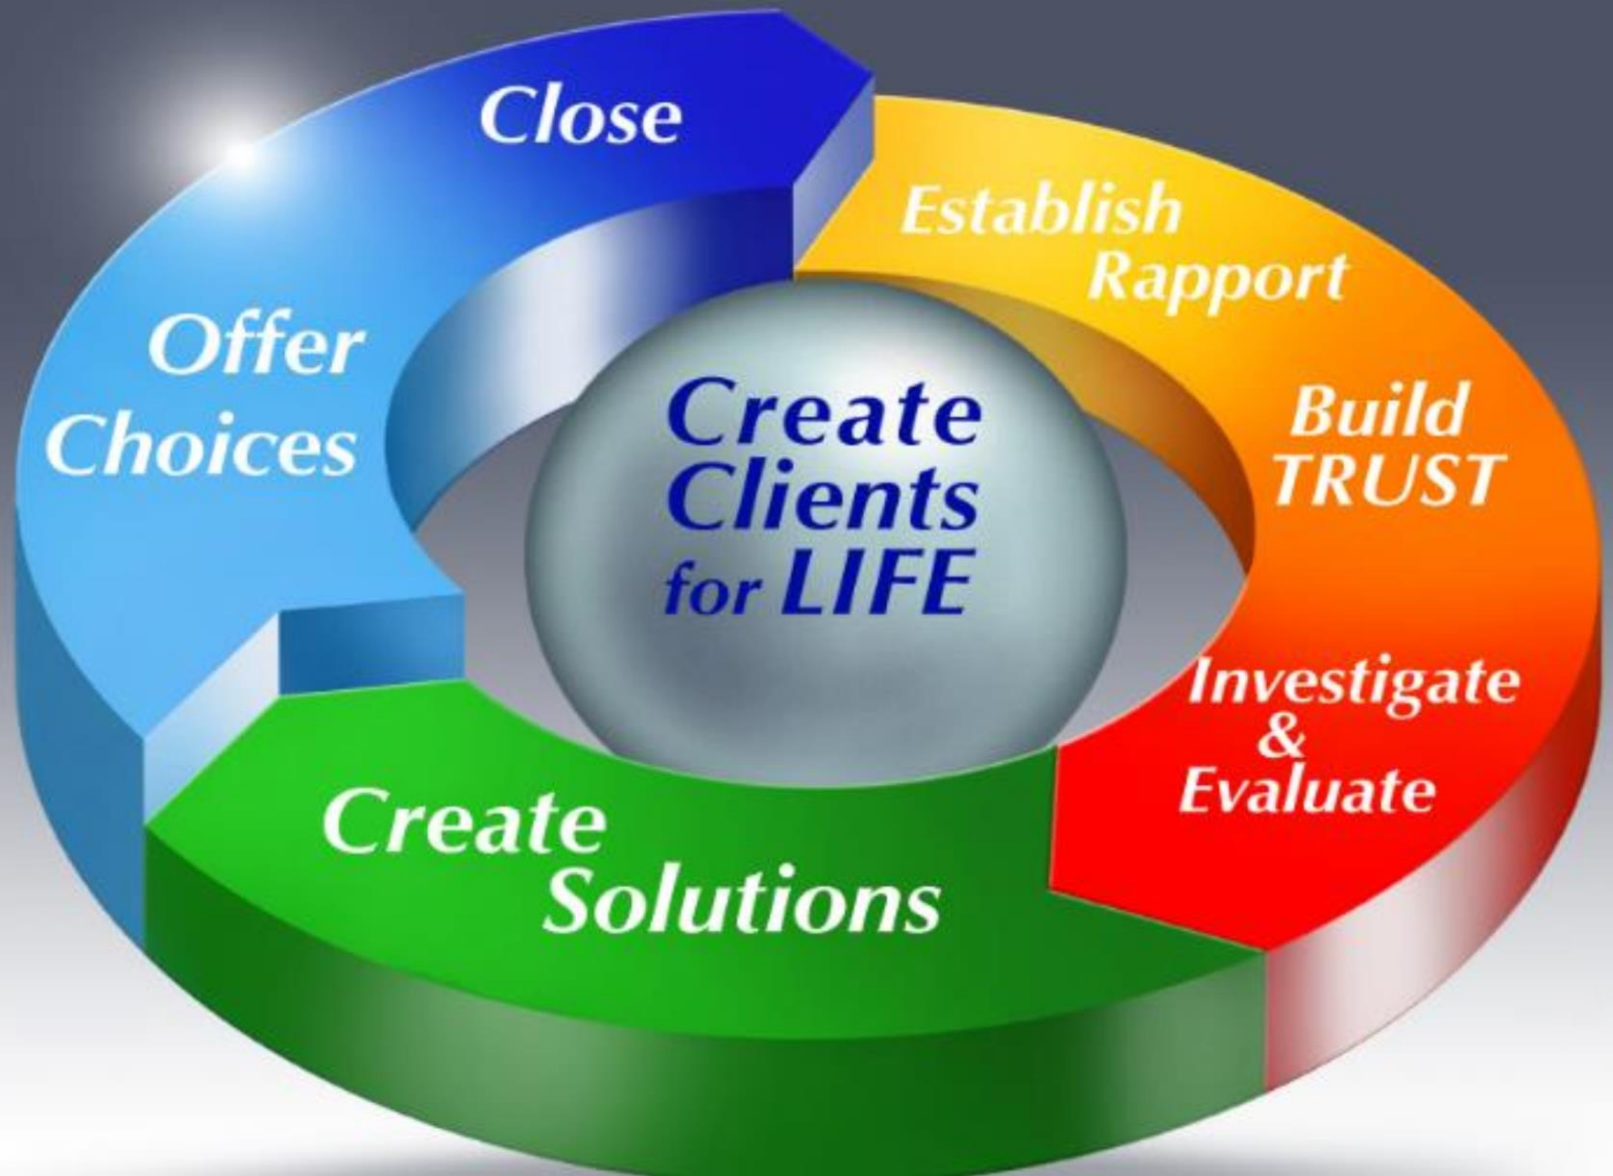 Close
Establish
Rapport
Build
TRUST
Investigate
&
Evaluate
Create
Solutions
Offer
Choices
Create
Clients
for LIFE